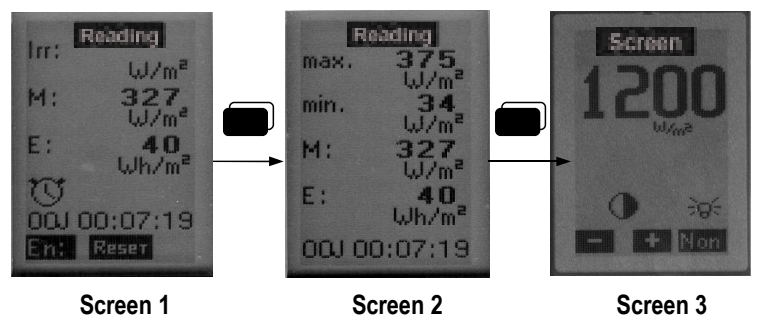 Reading
Irr:
W/m²
M: 327
W/m²
E: 40
Wh/m²
00J 00:07:19
En: Reset
Screen 1
Reading
max. 375
W/m²
min. 34
W/m²
M: 327
W/m²
E: 40
Wh/m²
00J 00:07:19
Screen 2
Screen
1200
W/m²
- + Non
Screen 3